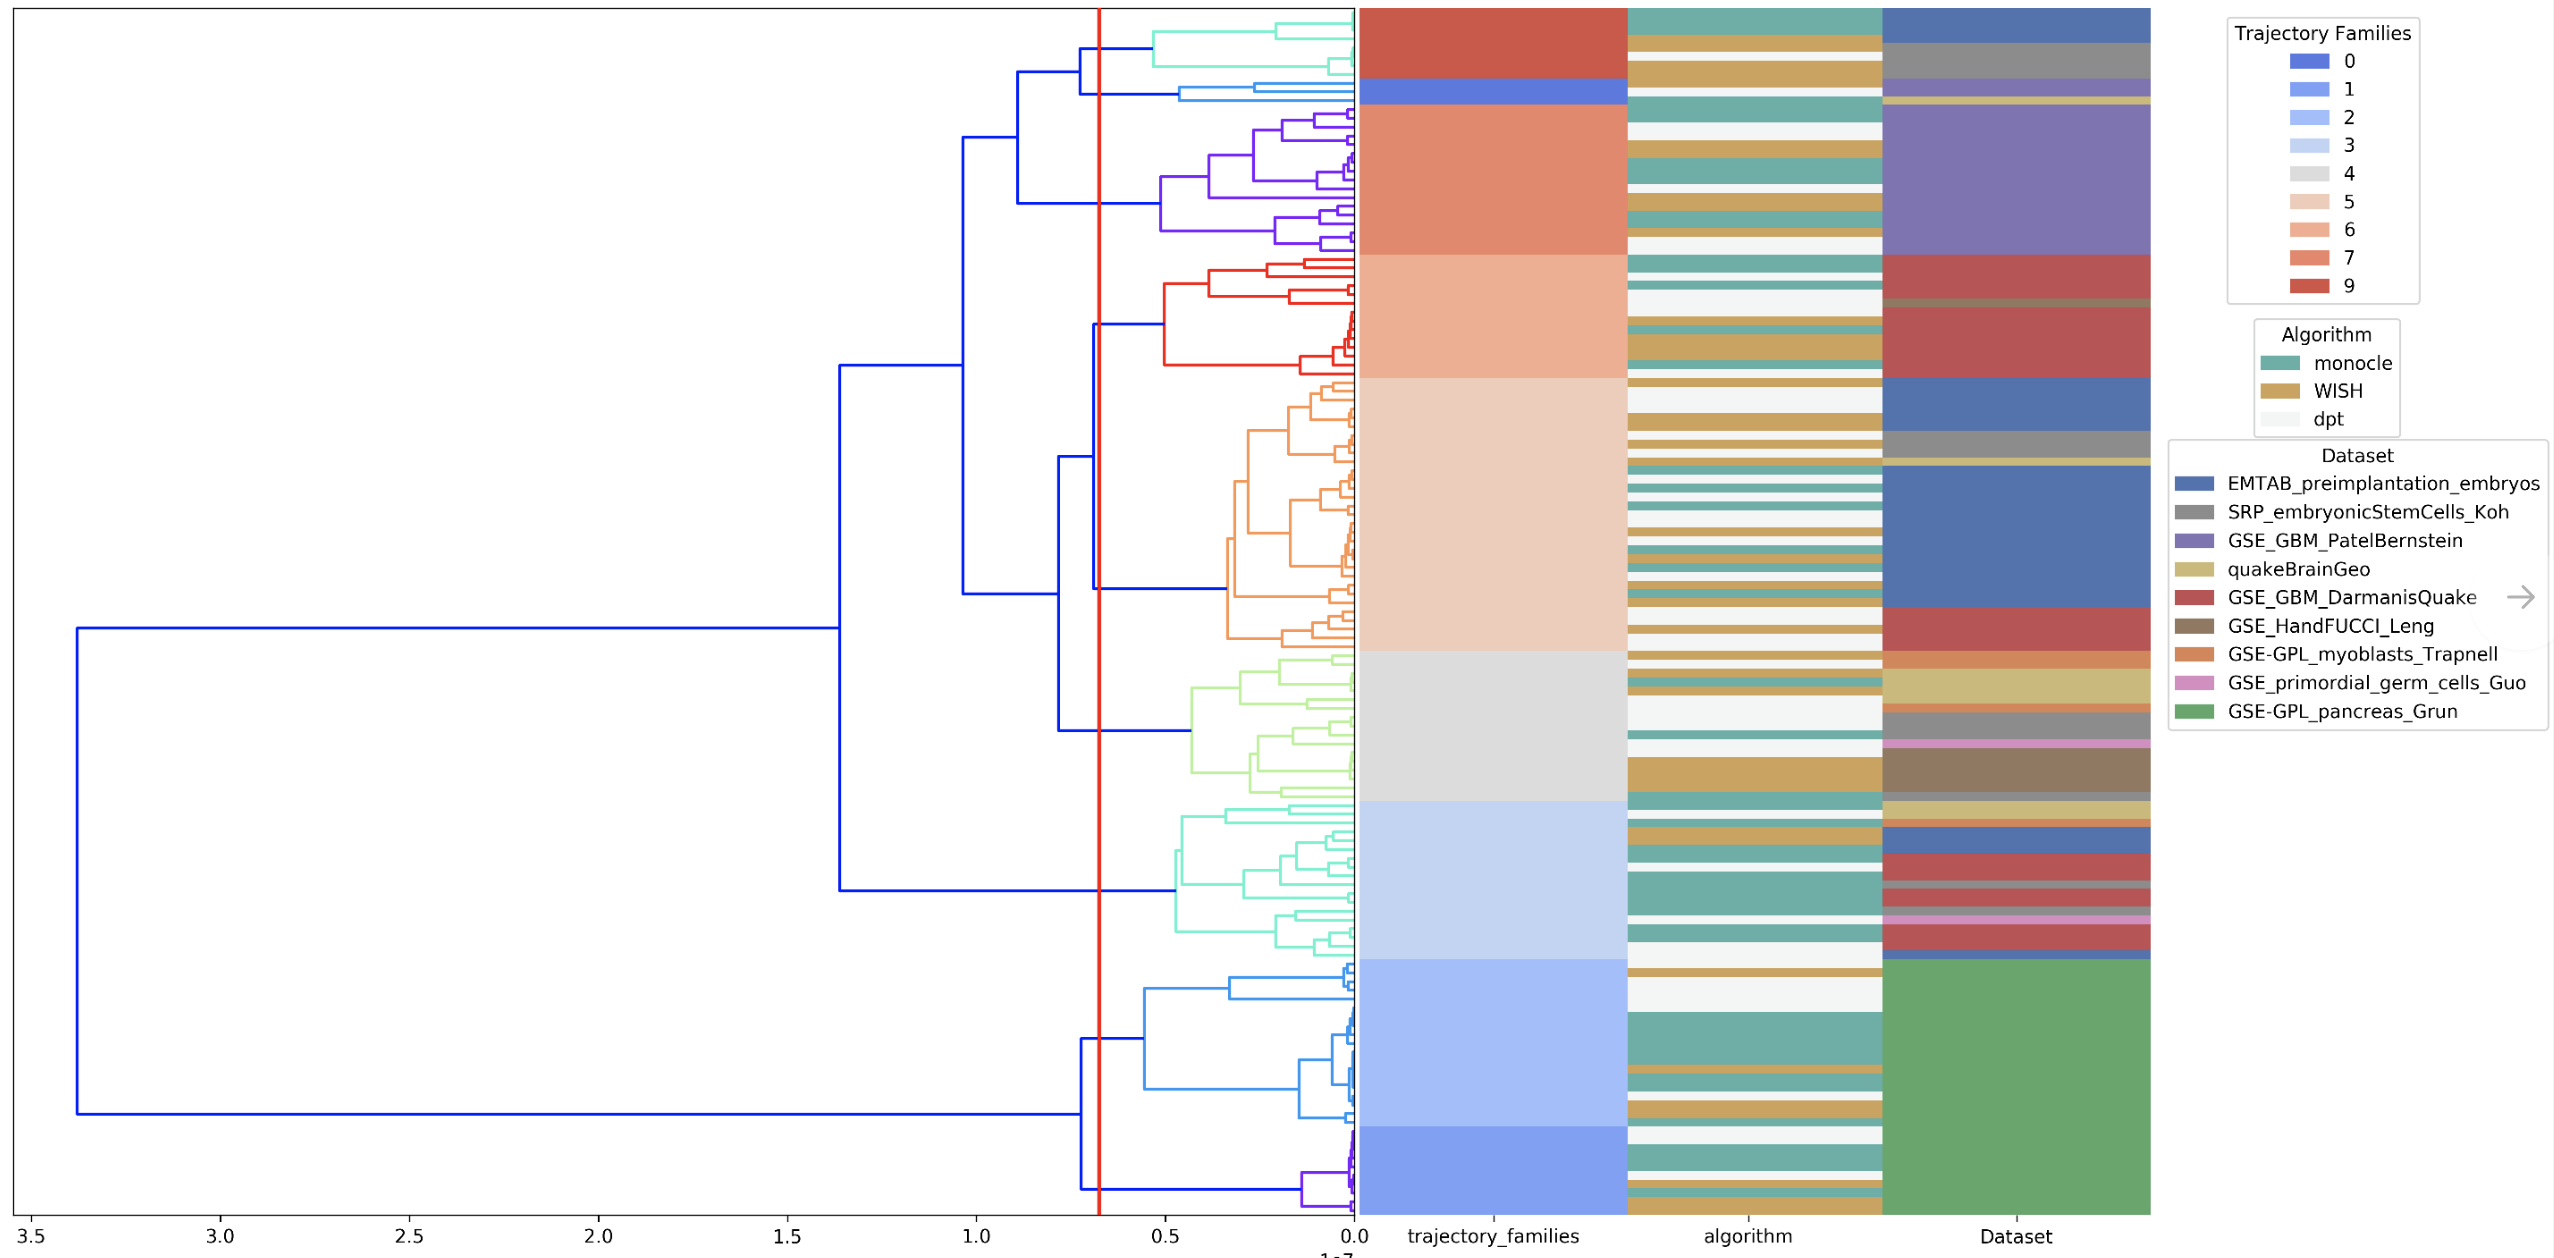 Trajectory Families
0
1
2
3
4
5
6
7
9
Algorithm
monocle
WISH
dpt
Dataset
EMTAB_preimplantation_embryos
SRP_embryonicStemCells_Koh
GSE_GBM_PatelBernstein
quakeBrainGeo
GSE_GBM_DarmanisQuake
GSE_HandFUCCI_Leng
GSE-GPL_myoblasts_Trapnell
GSE_primordial_germ_cells_Guo
GSE-GPL_pancreas_Grun
3.5 3.0 2.5 2.0 1.5 1.0 0.5 0.0 trajectory_families algorithm Dataset